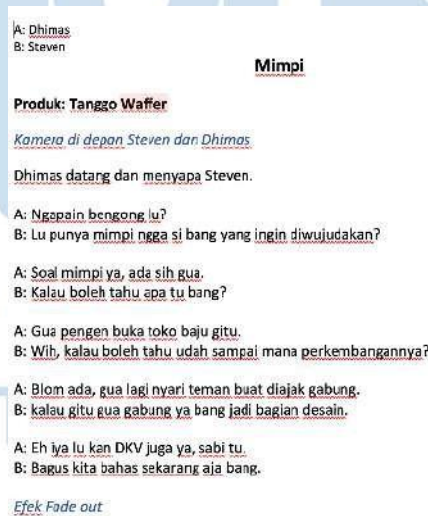 A: Dhimas
B: Steven
Mimpi
Produk: Tanggo Waffer
Kamera di depan Steven dan Dhimas
Dhimas datang dan menyapa Steven.
A: Ngapain bengong lu?
B: Lu punya mimpi ngga si bang yang ingin diwujudakan?
A: Soal mimpi ya, ada sih gua.
B: Kalau boleh tahu apa tu bang?
A: Gua pengen buka toko baju gitu.
B: Wih, kalau boleh tahu udah sampai mana perkembangannya?
A: Blom ada, gua lagi nyari teman buat diajak gabung.
B: kalau gitu gua gabung ya bang jadi bagian desain.
A: Eh iya lu kan DKV juga ya, sabi tu.
B: Bagus kita bahas sekarang aja bang.
Efek Fade out